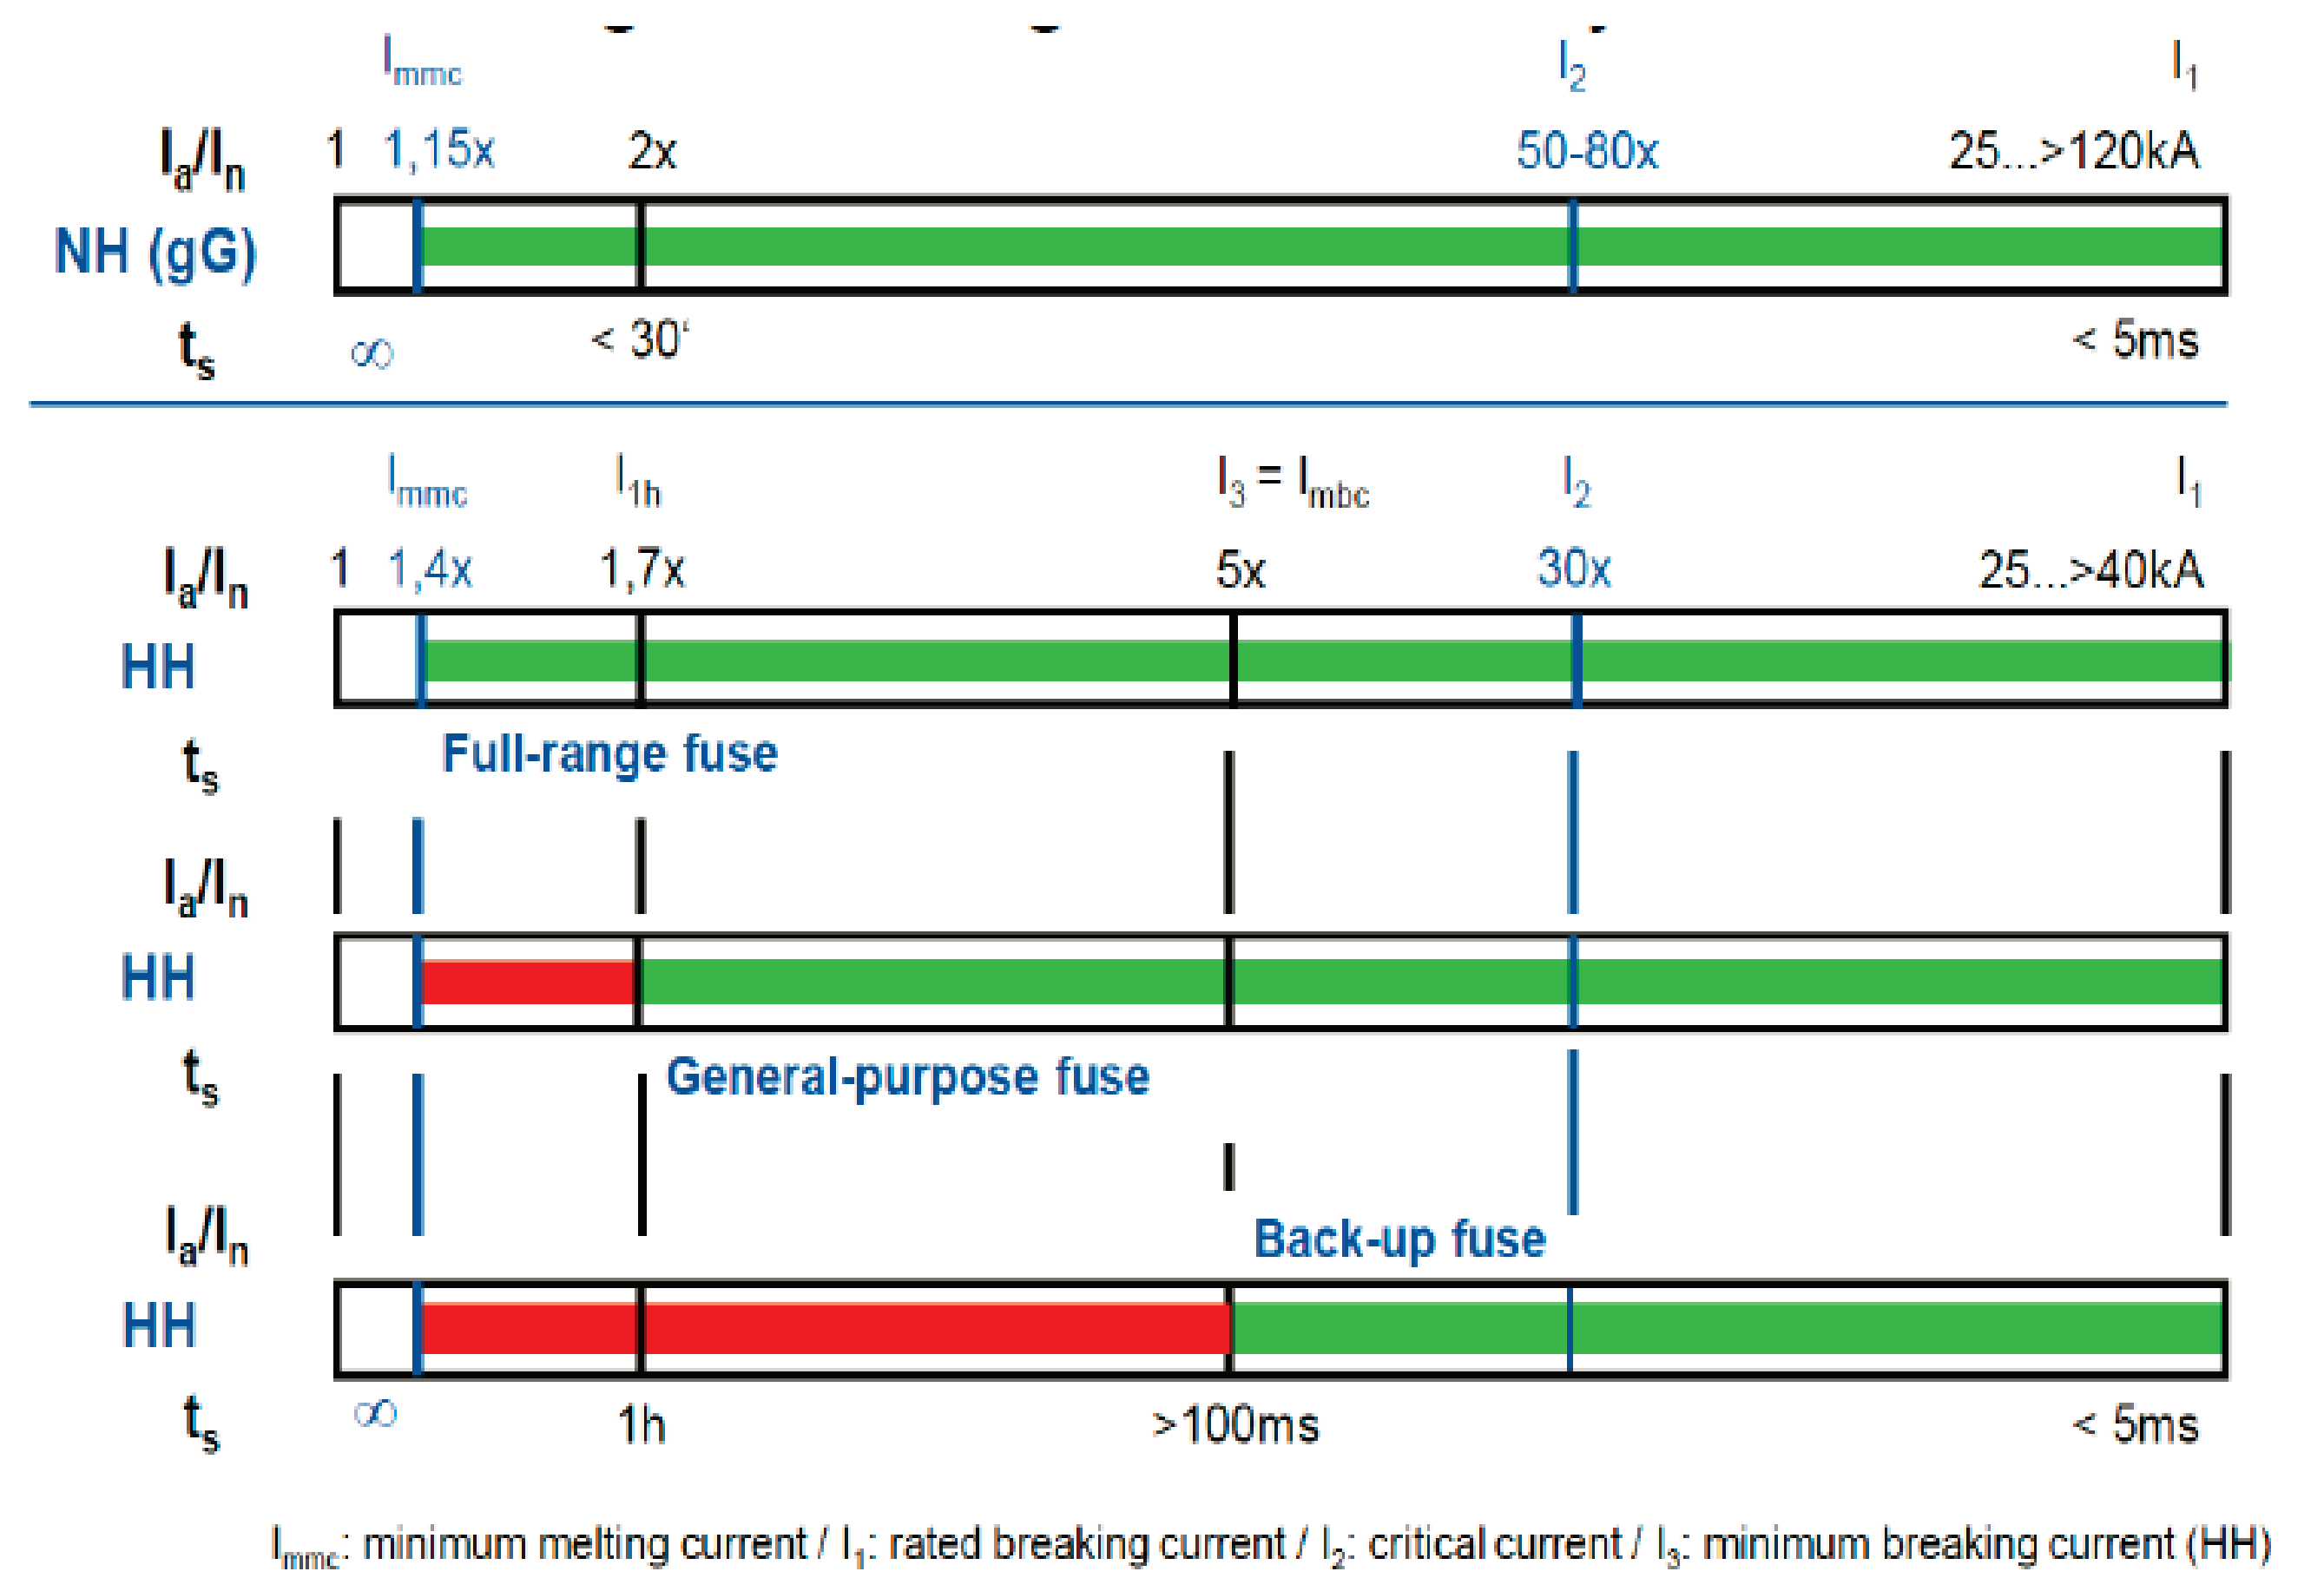 Immc I2 I1
Ia/In 1 1,15x 2x 50-80x 25...>120kA
NH (gG)
ts ∞ < 30‘ < 5ms
Immc I1h I3 = Imbc I2 I1
Ia/In 1 1,4x 1,7x 5x 30x 25...>40kA
HH
ts Full-range fuse
Ia/In
HH
ts General-purpose fuse
Ia/In Back-up fuse
HH
ts ∞ 1h >100ms < 5ms
Immc: minimum melting current / I1: rated breaking current / I2: critical current / I3: minimum breaking current (HH)